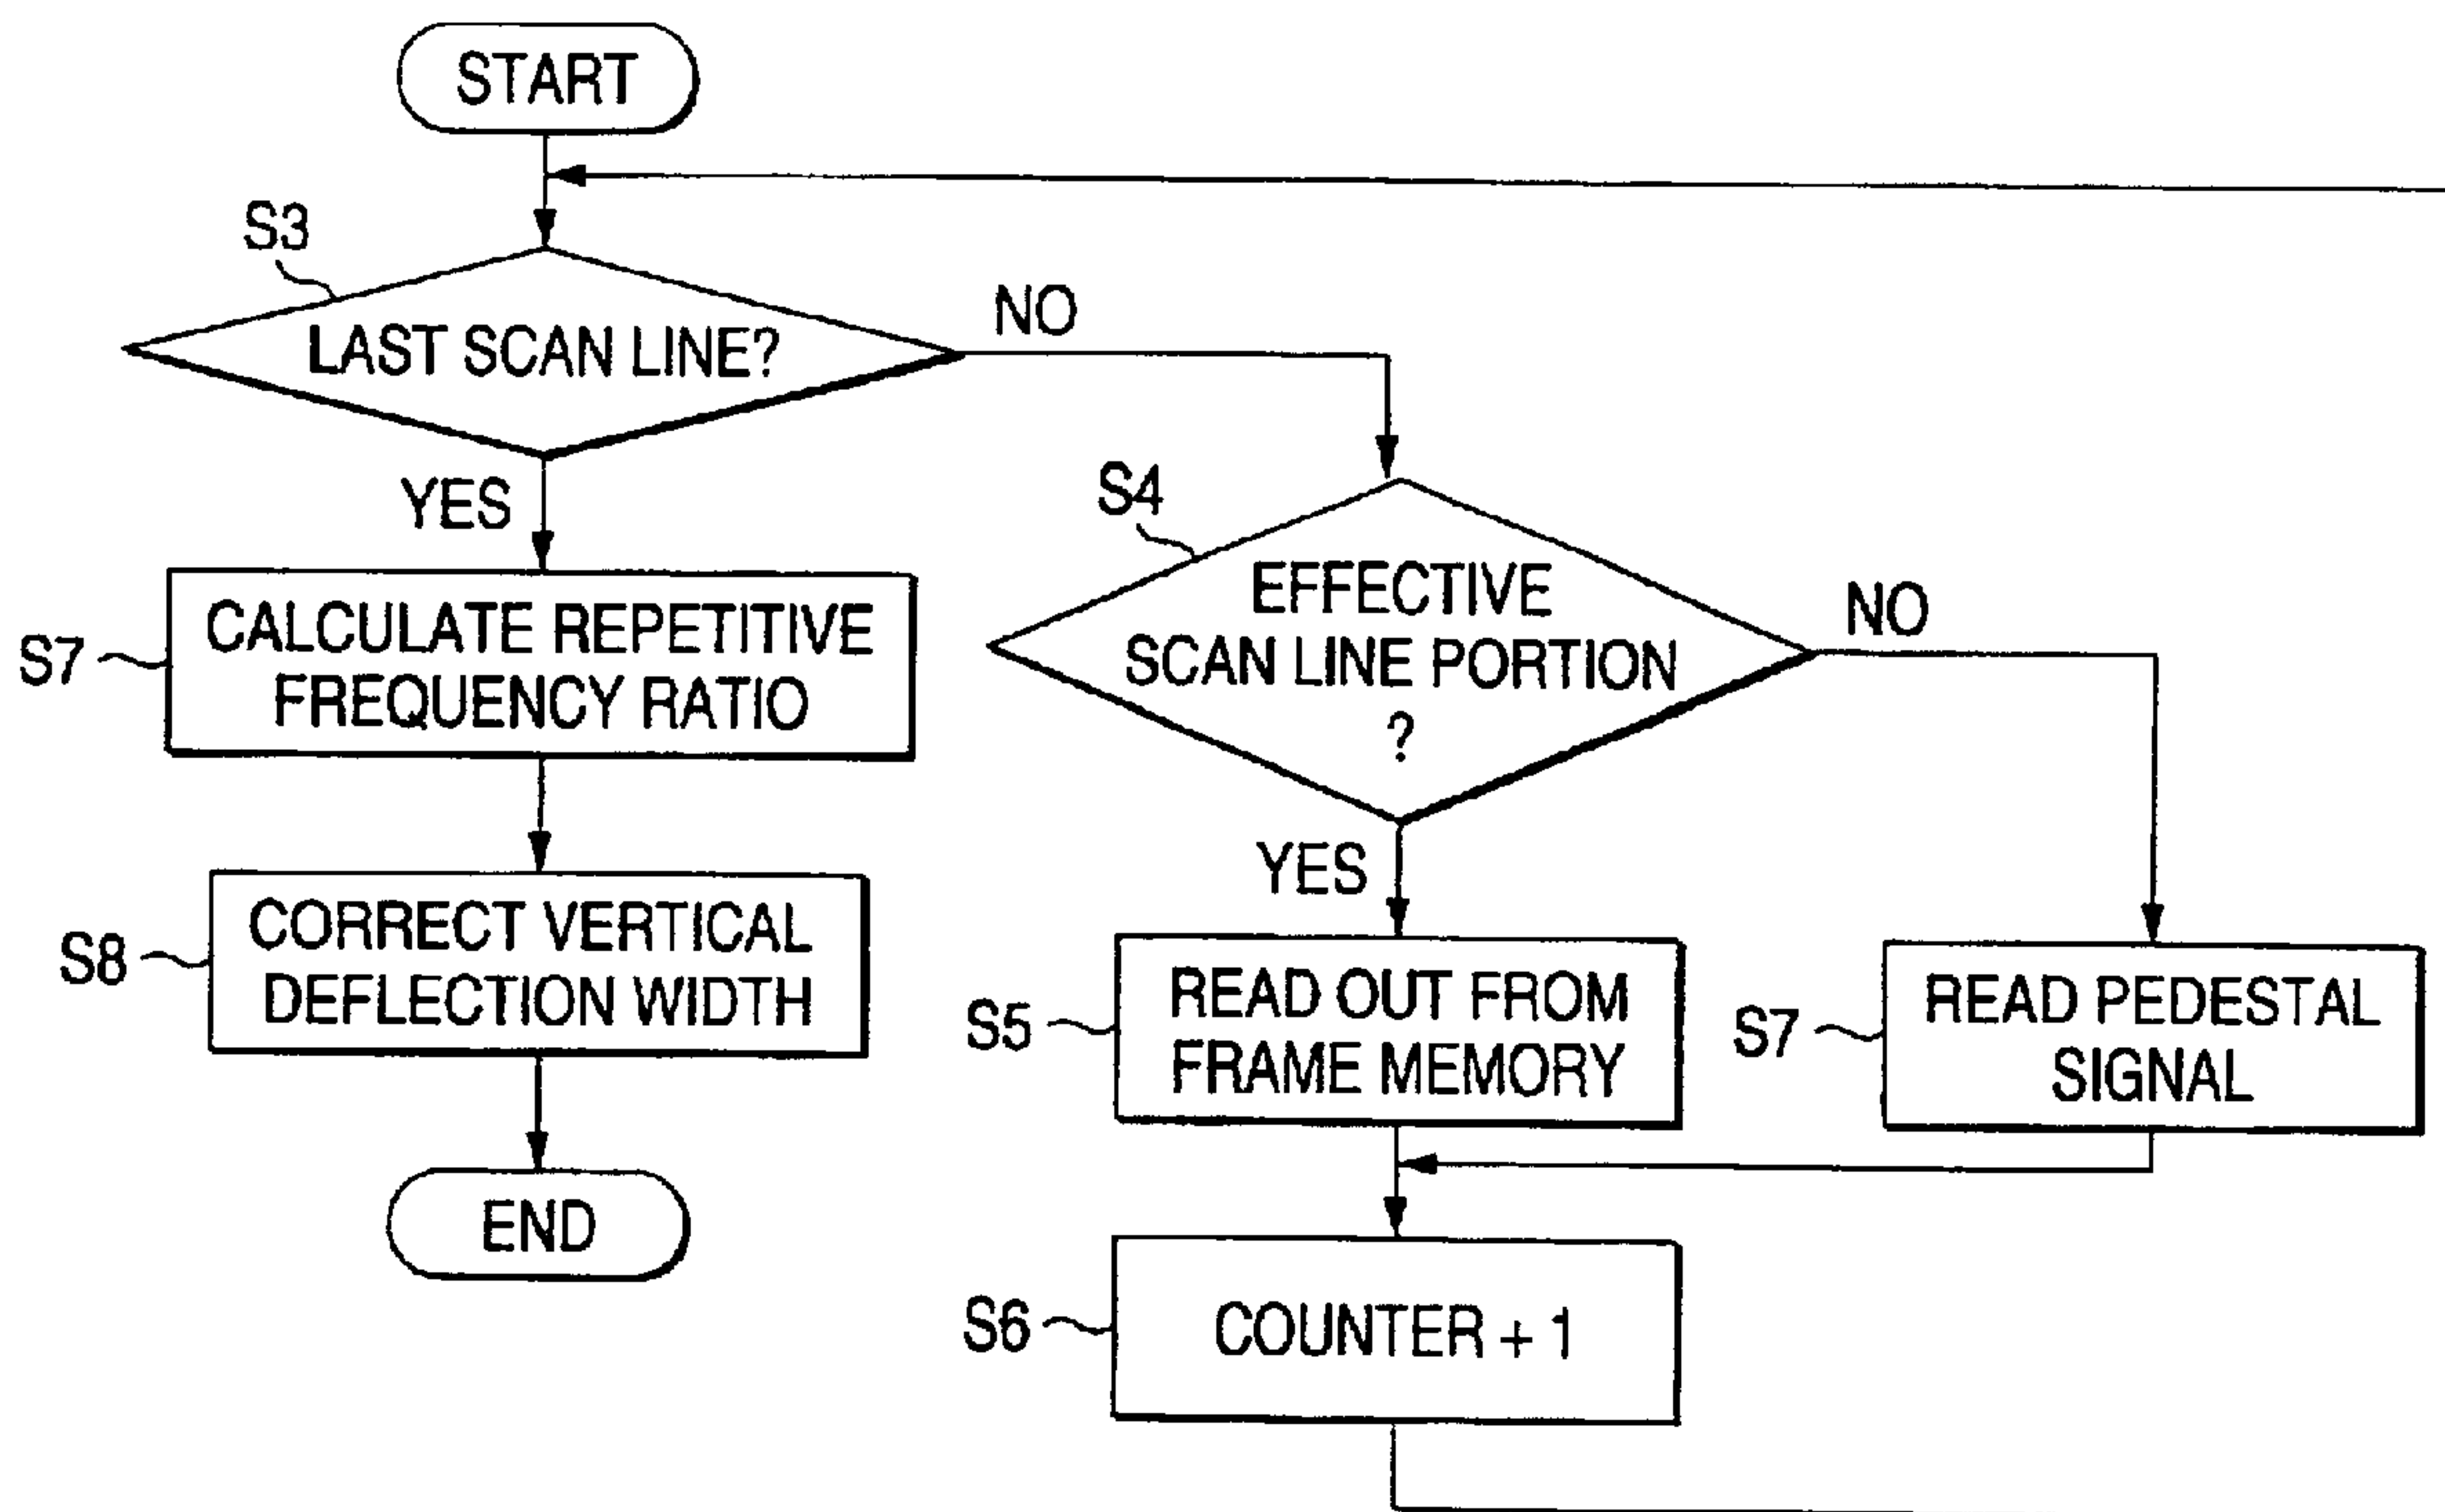 START
S3
LAST SCAN LINE?
NO
YES
S4
EFFECTIVE
SCAN LINE PORTION
?
NO
S7
CALCULATE REPETITIVE
FREQUENCY RATIO
YES
S8
CORRECT VERTICAL
DEFLECTION WIDTH
S5
READ OUT FROM
FRAME MEMORY
S7
READ PEDESTAL
SIGNAL
END
S6
COUNTER + 1